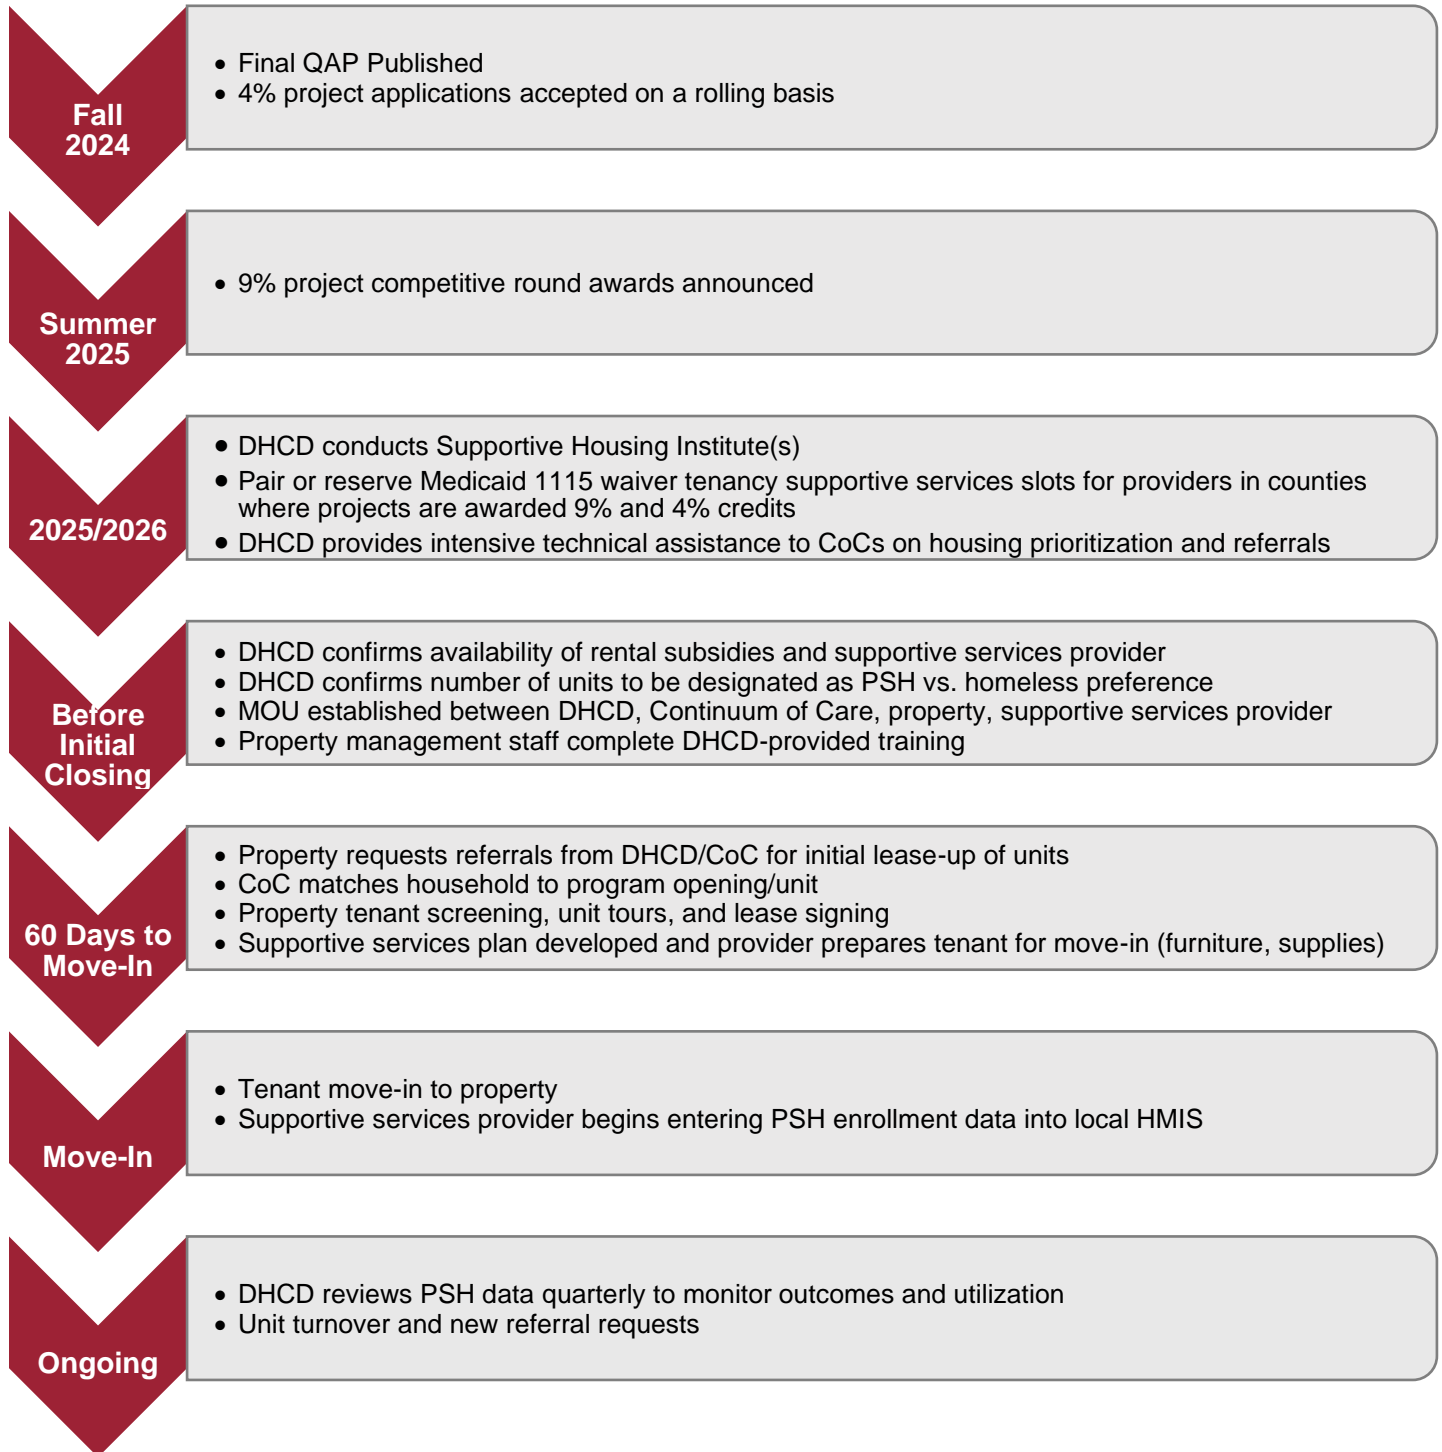 Fall
2024
• Final QAP Published
• 4% project applications accepted on a rolling basis
Summer
2025
• 9% project competitive round awards announced
2025/2026
• DHCD conducts Supportive Housing Institute(s)
• Pair or reserve Medicaid 1115 waiver tenancy supportive services slots for providers in counties
where projects are awarded 9% and 4% credits
• DHCD provides intensive technical assistance to CoCs on housing prioritization and referrals
Before
Initial
Closing
• DHCD confirms availability of rental subsidies and supportive services provider
• DHCD confirms number of units to be designated as PSH vs. homeless preference
• MOU established between DHCD, Continuum of Care, property, supportive services provider
• Property management staff complete DHCD-provided training
60 Days to
Move-In
• Property requests referrals from DHCD/CoC for initial lease-up of units
• CoC matches household to program opening/unit
• Property tenant screening, unit tours, and lease signing
• Supportive services plan developed and provider prepares tenant for move-in (furniture, supplies)
Move-In
• Tenant move-in to property
• Supportive services provider begins entering PSH enrollment data into local HMIS
Ongoing
• DHCD reviews PSH data quarterly to monitor outcomes and utilization
• Unit turnover and new referral requests